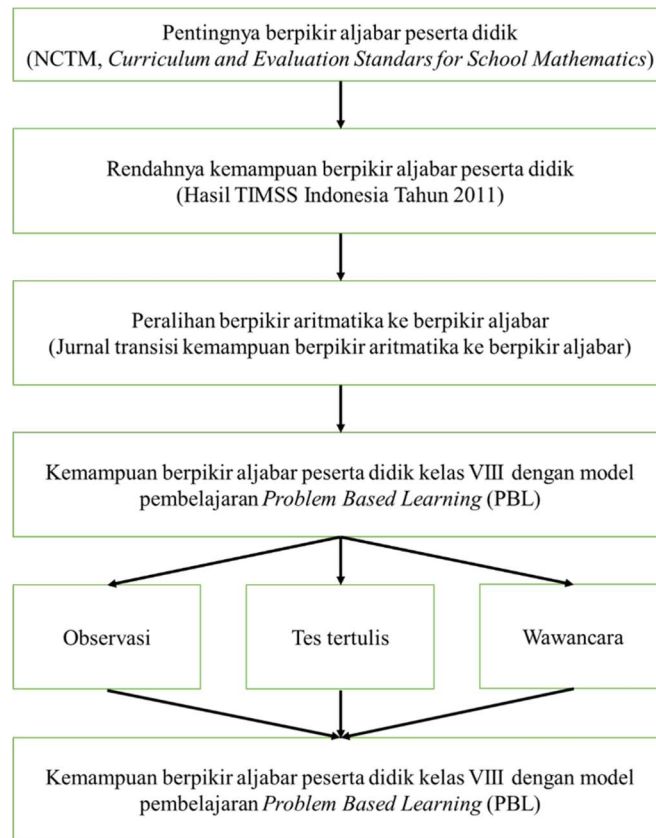 Pentingnya berpikir aljabar peserta didik
(NCTM, Curriculum and Evaluation Standars for School Mathematics)
Rendahnya kemampuan berpikir aljabar peserta didik
(Hasil TIMSS Indonesia Tahun 2011)
Peralihan berpikir aritmatika ke berpikir aljabar
(Jurnal transisi kemampuan berpikir aritmatika ke berpikir aljabar)
Kemampuan berpikir aljabar peserta didik kelas VIII dengan model
pembelajaran Problem Based Learning (PBL)
Observasi
Tes tertulis
Wawancara
Kemampuan berpikir aljabar peserta didik kelas VIII dengan model
pembelajaran Problem Based Learning (PBL)